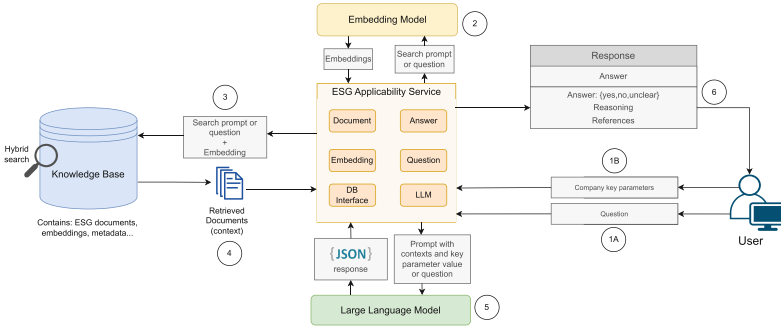 Embedding Model
2
Embeddings
Search prompt
or question
ESG Applicability Service
Document
Answer
Embedding
Question
DB
Interface
LLM
Response
Answer
Answer: {yes,no,unclear}
Reasoning
References
6
3
Search prompt or
question
+
Embedding
Hybrid
search
Knowledge Base
Contains: ESG documents,
embeddings, metadata...
Retrieved
Documents
(context)
4
1B
Company key parameters
Question
1A
User
{JSON}
response
Prompt with
contexts and key
parameter value
or question
Large Language Model
5